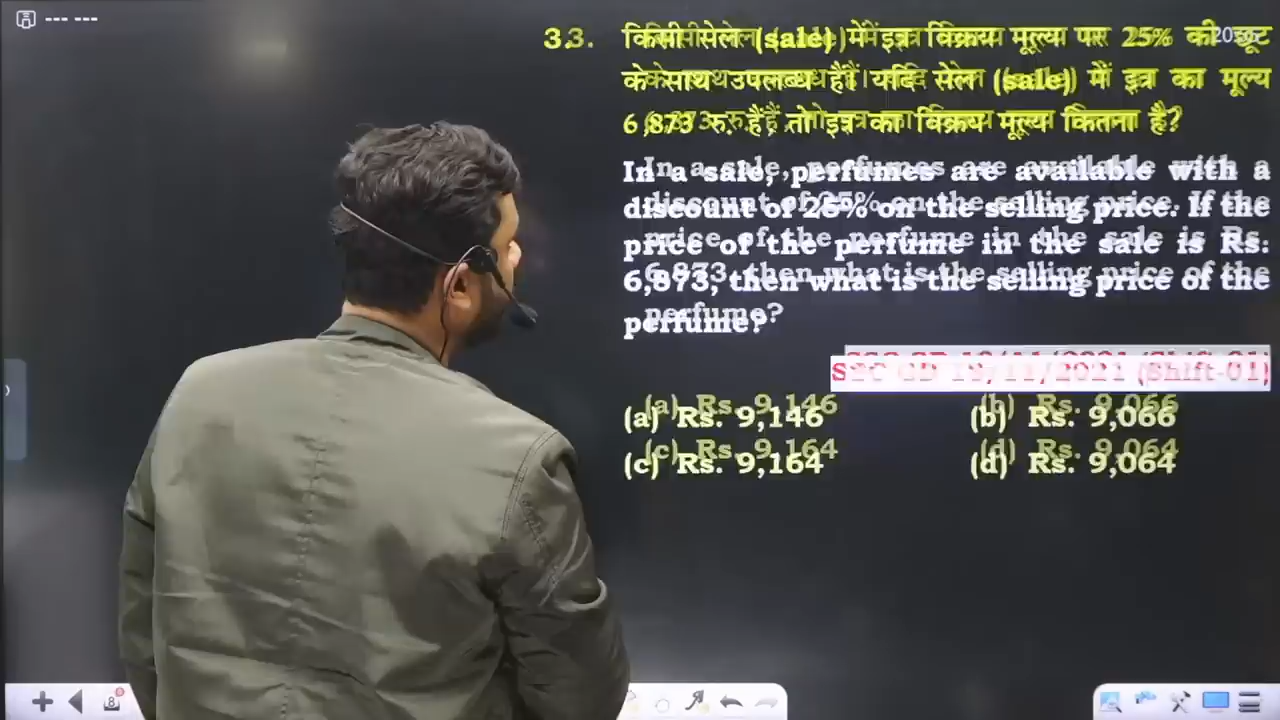 3. किसी सेल (sale) में इत्र विक्रय मूल्य पर 25% की छूट
के साथ उपलब्ध हैं। यदि सेल (sale) में इत्र का मूल्य
6,873 रु. हैं, तो इत्र का विक्रय मूल्य कितना है?
In a sale, perfumes are available with a
discount of 25% on the selling price. If the
price of the perfume in the sale is Rs.
6,873, then what is the selling price of the
perfume?
SSC GD /11/2021 (Shift-01)
(a) Rs. 9,146 (b) Rs. 9,066
(c) Rs. 9,164 (d) Rs. 9,064